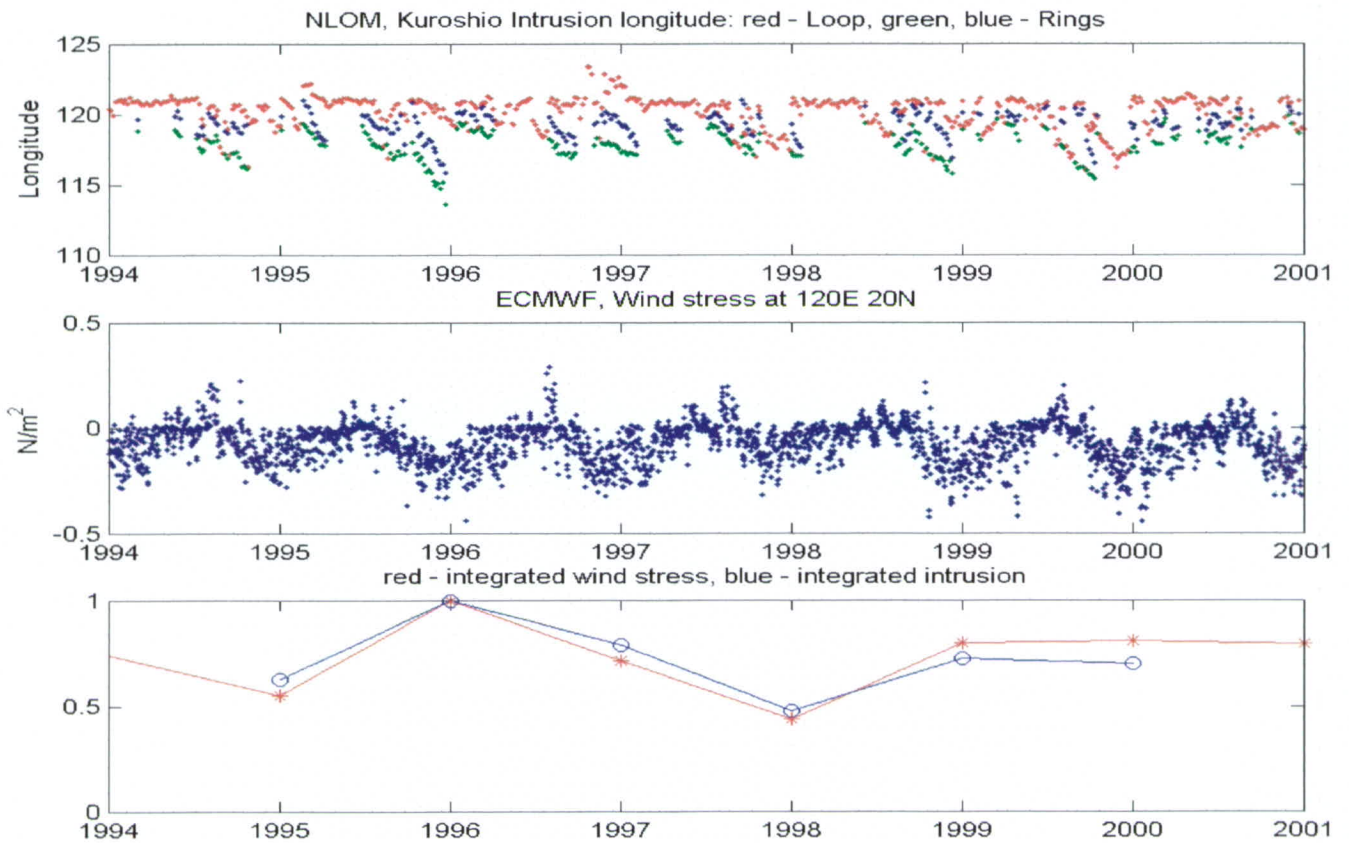 NLOM, Kuroshio Intrusion longitude: red - Loop, green, blue - Rings
125
120
115
110
Longitude
1994 1995 1996 1997 1998 1999 2000 2001
ECMWF, Wind stress at 120E 20N
0.5
0
-0.5
N/m²
1994 1995 1996 1997 1998 1999 2000 2001
red - integrated wind stress, blue - integrated intrusion
1
0.5
0
1994 1995 1996 1997 1998 1999 2000 2001